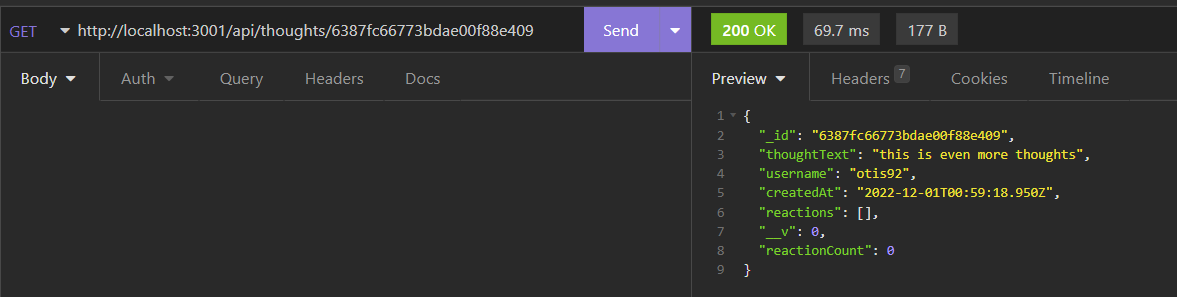 GET http://localhost:3001/api/thoughts/6387fc66773bdae00f88e409 Send 200 OK 69.7 ms 177 B
Body Auth Query Headers Docs Preview Headers 7 Cookies Timeline
1 {
2 "_id": "6387fc66773bdae00f88e409",
3 "thoughtText": "this is even more thoughts",
4 "username": "otis92",
5 "createdAt": "2022-12-01T00:59:18.950Z",
6 "reactions": [],
7 "__v": 0,
8 "reactionCount": 0
9 }